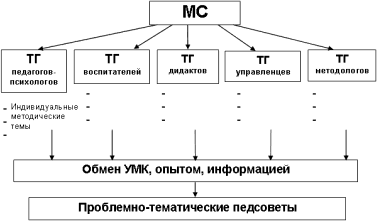 МС
ТГ педагогов-психологов
ТГ воспитателей
ТГ дидактов
ТГ управленцев
ТГ методологов
- Индивидуальные
- методические
- темы
- - - -
- - - -
- - - -
Обмен УМК, опытом, информацией
Проблемно-тематические педсоветы